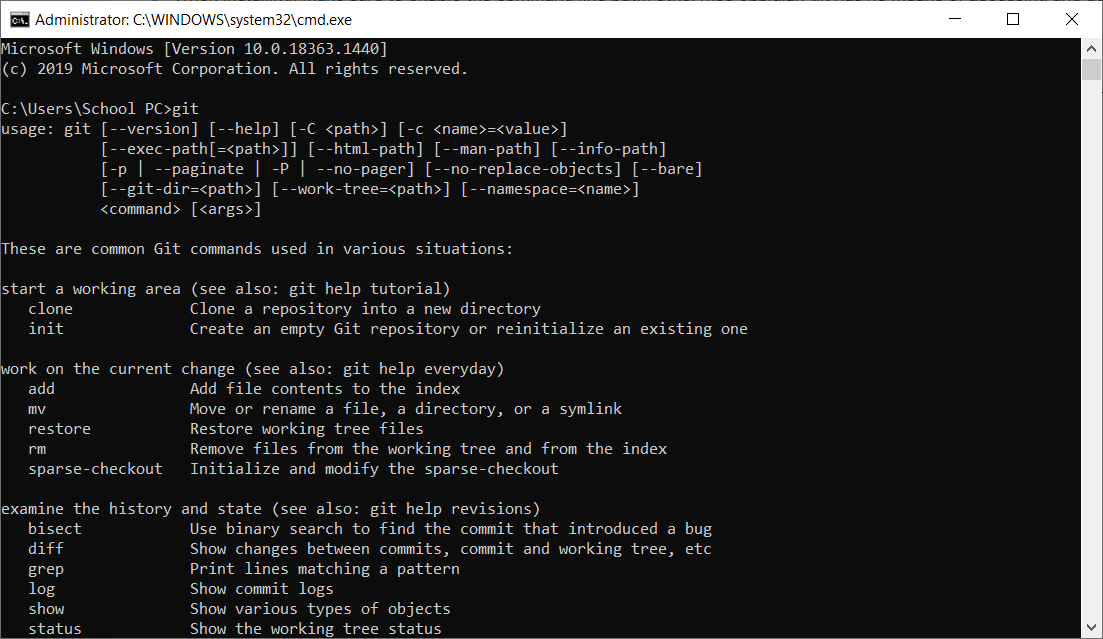 Administrator: C:\WINDOWS\system32\cmd.exe
Microsoft Windows [Version 10.0.18363.1440]
(c) 2019 Microsoft Corporation. All rights reserved.
C:\Users\School PC>git
usage: git [--version] [--help] [-C <path>] [-c <name>=<value>]
[--exec-path[=<path>]] [--html-path] [--man-path] [--info-path]
[-p | --paginate | -P | --no-pager] [--no-replace-objects] [--bare]
[--git-dir=<path>] [--work-tree=<path>] [--namespace=<name>]
<command> [<args>]
These are common Git commands used in various situations:
start a working area (see also: git help tutorial)
clone Clone a repository into a new directory
init Create an empty Git repository or reinitialize an existing one
work on the current change (see also: git help everyday)
add Add file contents to the index
mv Move or rename a file, a directory, or a symlink
restore Restore working tree files
rm Remove files from the working tree and from the index
sparse-checkout Initialize and modify the sparse-checkout
examine the history and state (see also: git help revisions)
bisect Use binary search to find the commit that introduced a bug
diff Show changes between commits, commit and working tree, etc
grep Print lines matching a pattern
log Show commit logs
show Show various types of objects
status Show the working tree status